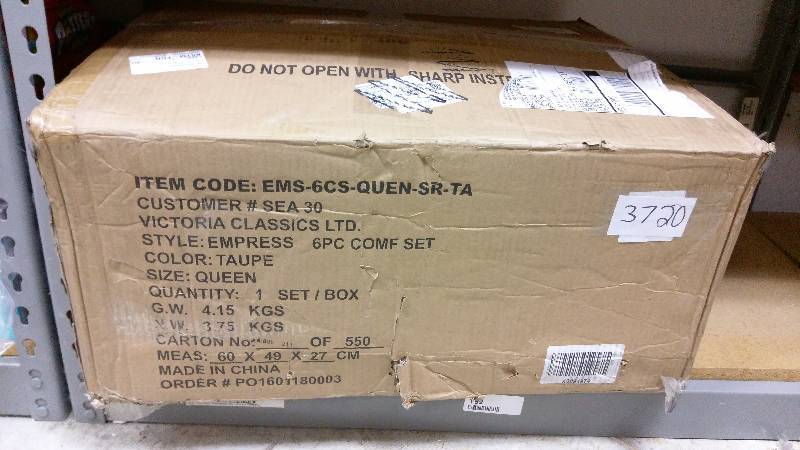 DO NOT OPEN WITH SHARP
ITEM CODE: EMS-6CS-QUEN-SR-TA
CUSTOMER # SEA 30
VICTORIA CLASSICS LTD.
STYLE: EMPRESS 6PC COMF SET
COLOR: TAUPE
SIZE: QUEEN
QUANTITY: 1 SET / BOX
G.W. 4.15 KGS
N.W. 3.75 KGS
CARTON No: OF 550
MEAS: 60 X 49 X 27 CM
MADE IN CHINA
ORDER # PO1601180003
3720